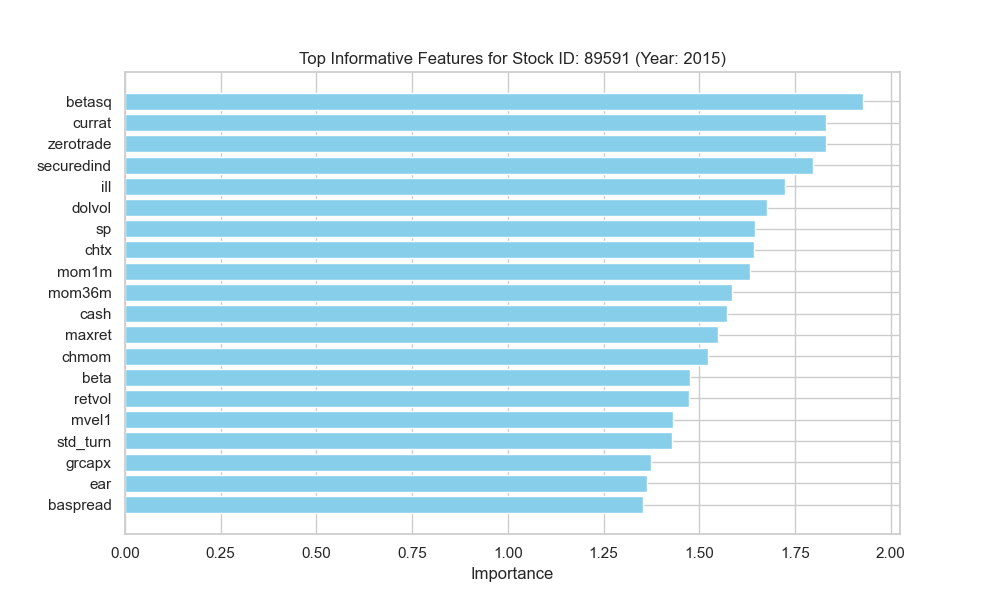 Top Informative Features for Stock ID: 89591 (Year: 2015)
betasq
currat
zerotrade
securedind
ill
dolvol
sp
chtx
mom1m
mom36m
cash
maxret
chmom
beta
retvol
mvel1
std_turn
grcapx
ear
baspread
0.00 0.25 0.50 0.75 1.00 1.25 1.50 1.75 2.00
Importance